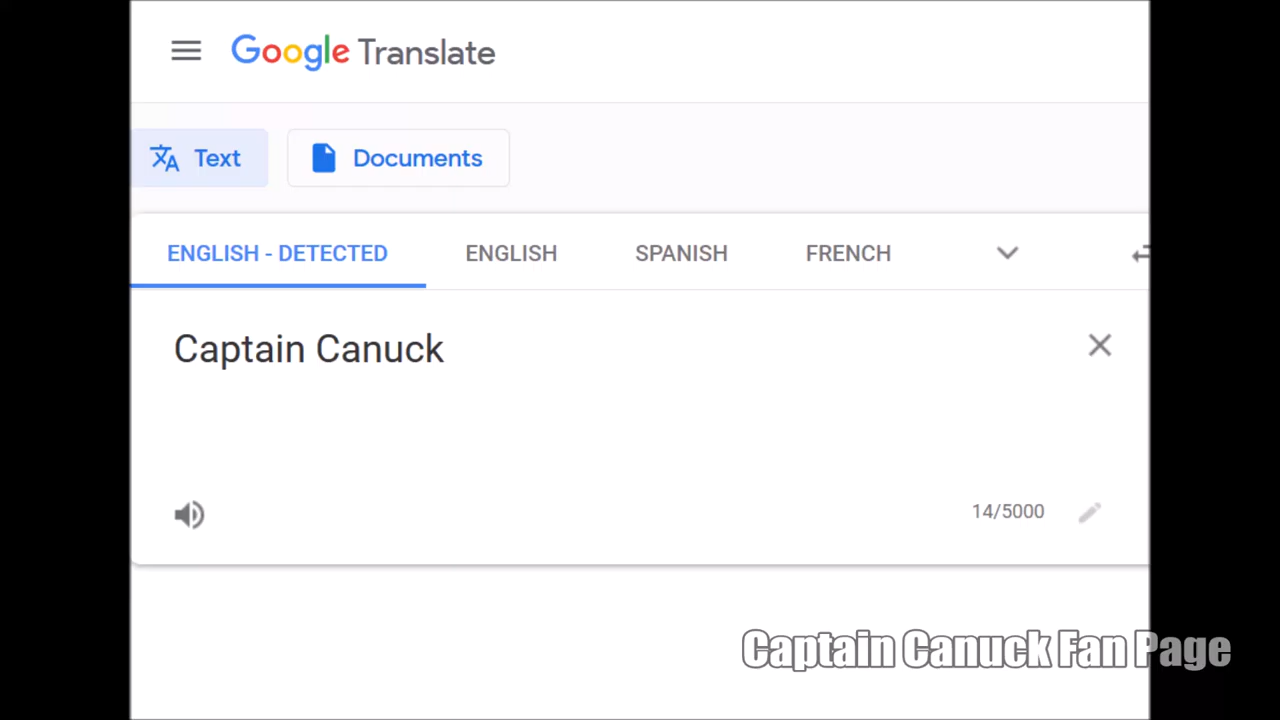 Google Translate
Text Documents
ENGLISH - DETECTED ENGLISH SPANISH FRENCH
Captain Canuck
14/5000
Captain Canuck Fan Page